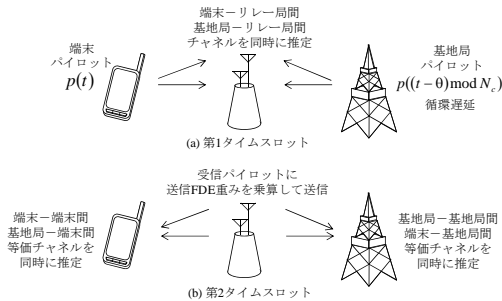 端末－リレー局間
基地局－リレー局間
チャネルを同時に推定
端末
パイロット
p(t)
基地局
パイロット
p((t − θ) mod N_c)
循環遅延
(a) 第1タイムスロット
受信パイロットに
送信FDE重みを乗算して送信
端末－端末間
基地局－端末間
等価チャネルを
同時に推定
基地局－基地局間
端末－基地局間
等価チャネルを
同時に推定
(b) 第2タイムスロット